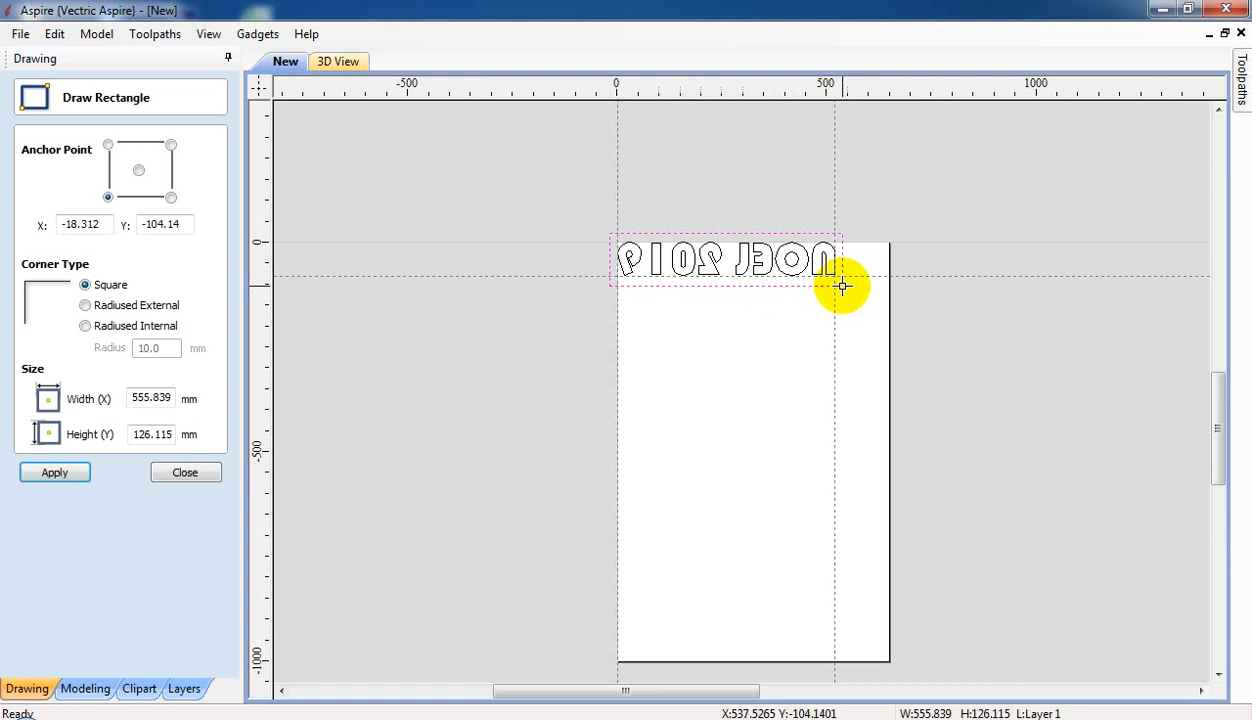 Aspire {Vectric Aspire} - [New]
File Edit Model Toolpaths View Gadgets Help
Drawing
New 3D View
Toolpaths
Draw Rectangle
-500 0 500 1000
Anchor Point
X: -18.312 Y: -104.14
0
Corner Type
Square
Radiused External
Radiused Internal
Radius 10.0 mm
Size
Width (X) 555.839 mm
Height (Y) 126.115 mm
-500
Apply Close
-1000
NOEL 2019
Drawing Modeling Clipart Layers
Ready X:537.5265 Y:-104.1401 W:555.839 H:126.115 L:Layer 1